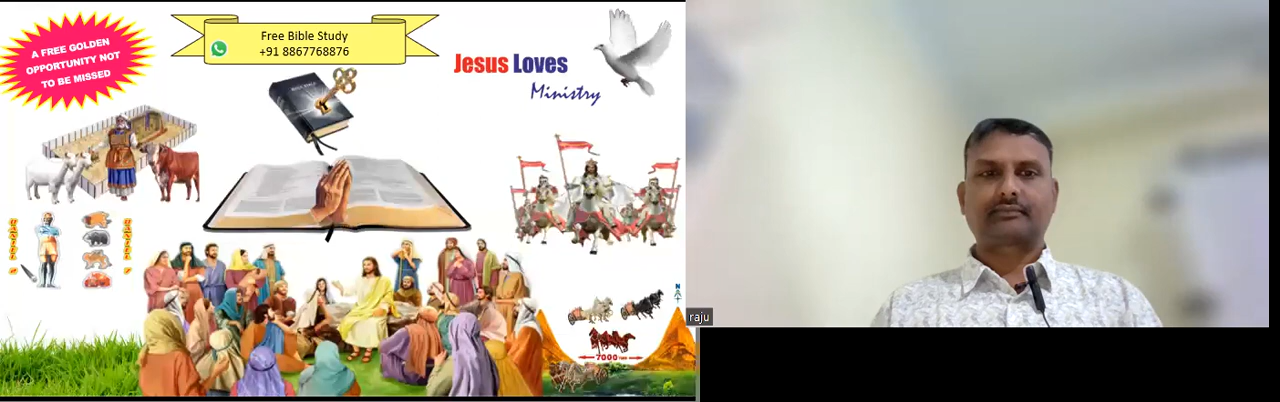 A FREE GOLDEN
OPPORTUNITY NOT
TO BE MISSED
Free Bible Study
+91 8867768876
Jesus Loves
Ministry
N
7000
raju